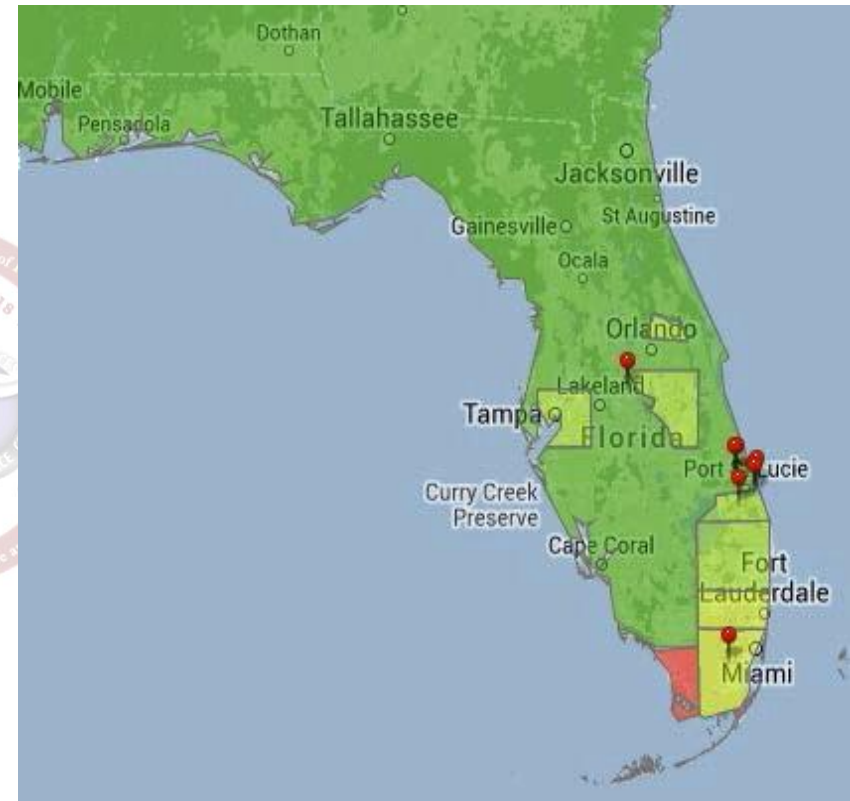 Dothan
Mobile
Pensacola
Tallahassee
Jacksonville
St Augustine
Gainesville
Ocala
Orlando
Lakeland
Tampa
Florida
Port Lucie
Curry Creek
Preserve
Cape Coral
Fort
Lauderdale
Miami